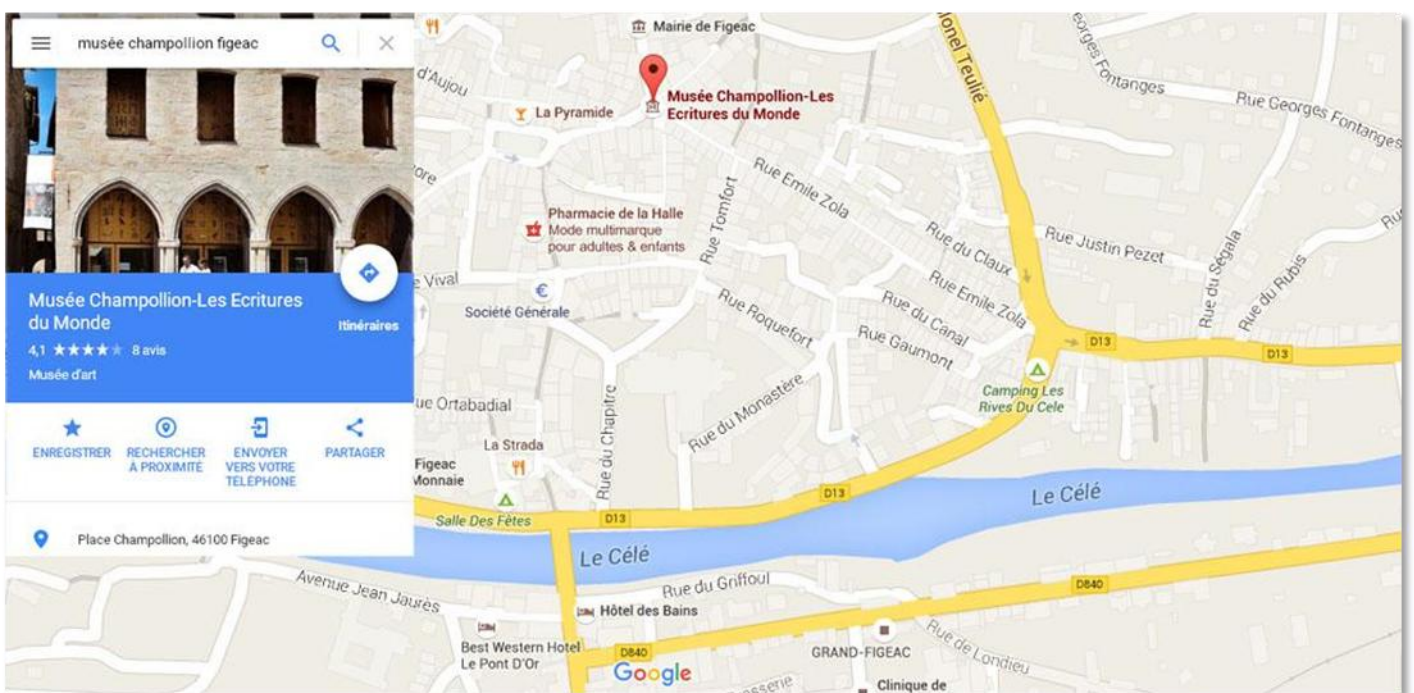 musée champollion figeac
Musée Champollion-Les Ecritures
du Monde
Itinéraires
4,1 ★★★★★ 8 avis
Musée d'art
ENREGISTRER
RECHERCHER
À PROXIMITÉ
ENVOYER
VERS VOTRE
TÉLÉPHONE
PARTAGER
Place Champollion, 46100 Figeac
Mairie de Figeac
d'Aujou
La Pyramide
Musée Champollion-Les
Ecritures du Monde
onel Teulié
Georges Fontanges
Rue Georges Fontanges
ore
Pharmacie de la Halle
Mode multimarque
pour adultes & enfants
Rue Tomfort
Rue Emile Zola
Rue du Claux
Rue Justin Pezet
Rue du Ségala
Rue du Rubis
Ru
e Vival
Société Générale
Rue Emile Zola
Rue du Canal
Rue Roquefort
Rue Gaumont
D13
D13
Camping Les
Rives Du Cele
ue Ortabadial
Rue du Chapitre
Rue du Monastère
La Strada
Figeac
Monnaie
Salle Des Fêtes
D13
D13
Le Célé
Le Célé
Avenue Jean Jaurès
Rue du Griffoul
D840
Hôtel des Bains
Best Western Hotel
Le Pont D'Or
D840
Google
GRAND-FIGEAC
Rue de Londieu
sserie
Clinique de